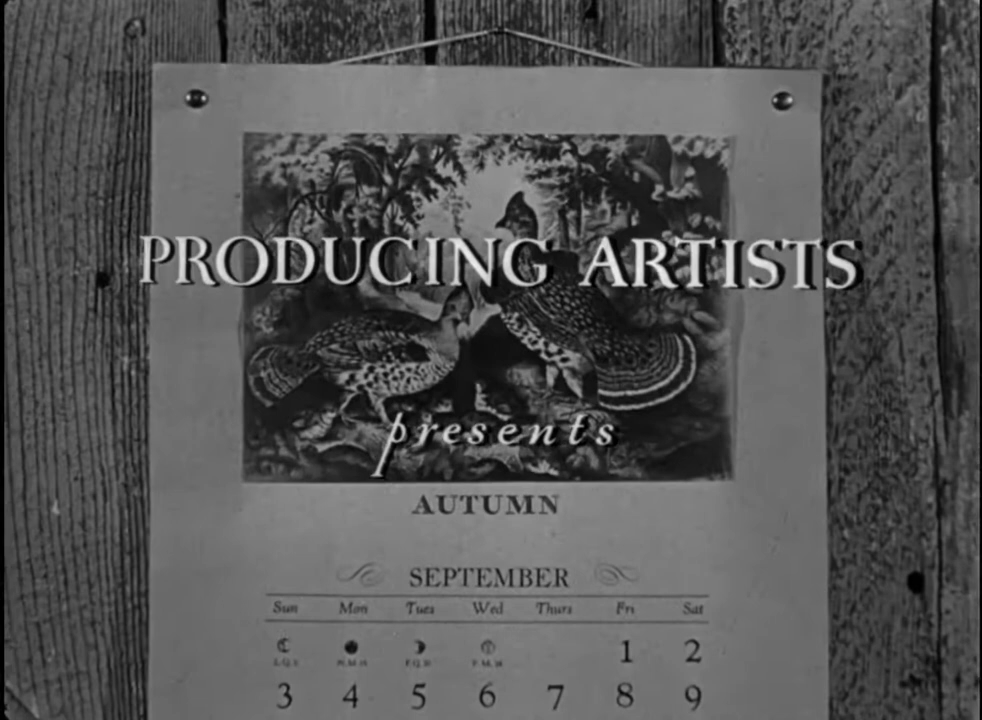 PRODUCING ARTISTS
presents
AUTUMN
SEPTEMBER
Sun Mon Tues Wed Thurs Fri Sat
1 2
3 4 5 6 7 8 9